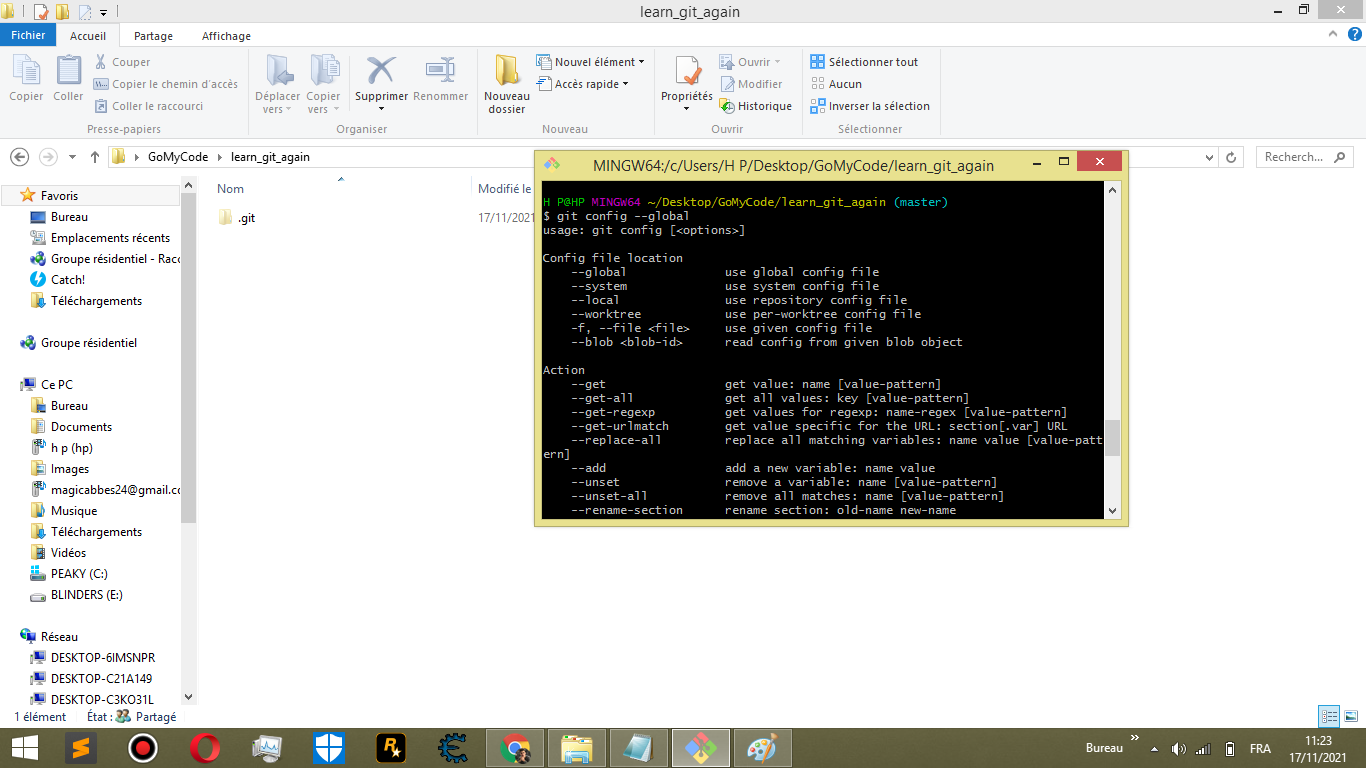 learn_git_again
Fichier Accueil Partage Affichage
Copier
Coller
Couper
Copier le chemin d'accès
Coller le raccourci
Presse-papiers
Déplacer vers
Copier vers
Supprimer
Renommer
Organiser
Nouveau dossier
Nouvel élément
Accès rapide
Nouveau
Propriétés
Ouvrir
Modifier
Historique
Ouvrir
Sélectionner tout
Aucun
Inverser la sélection
Sélectionner
GoMyCode learn_git_again
Recherch...
Favoris
Bureau
Emplacements récents
Groupe résidentiel - Racc
Catch!
Téléchargements
Groupe résidentiel
Ce PC
Bureau
Documents
h p (hp)
Images
magicabbes24@gmail.co
Musique
Téléchargements
Vidéos
PEAKY (C:)
BLINDERS (E:)
Réseau
DESKTOP-6IMSNPR
DESKTOP-C21A149
DESKTOP-C3KO31L
Nom Modifié le
.git 17/11/2021
MINGW64:/c/Users/H P/Desktop/GoMyCode/learn_git_again
H P@HP MINGW64 ~/Desktop/GoMyCode/learn_git_again (master)
$ git config --global
usage: git config [<options>]
Config file location
--global use global config file
--system use system config file
--local use repository config file
--worktree use per-worktree config file
-f, --file <file> use given config file
--blob <blob-id> read config from given blob object
Action
--get get value: name [value-pattern]
--get-all get all values: key [value-pattern]
--get-regexp get values for regexp: name-regex [value-pattern]
--get-urlmatch get value specific for the URL: section[.var] URL
--replace-all replace all matching variables: name value [value-patt
ern]
--add add a new variable: name value
--unset remove a variable: name [value-pattern]
--unset-all remove all matches: name [value-pattern]
--rename-section rename section: old-name new-name
1 élément État : Partagé
Bureau FRA 11:23
17/11/2021